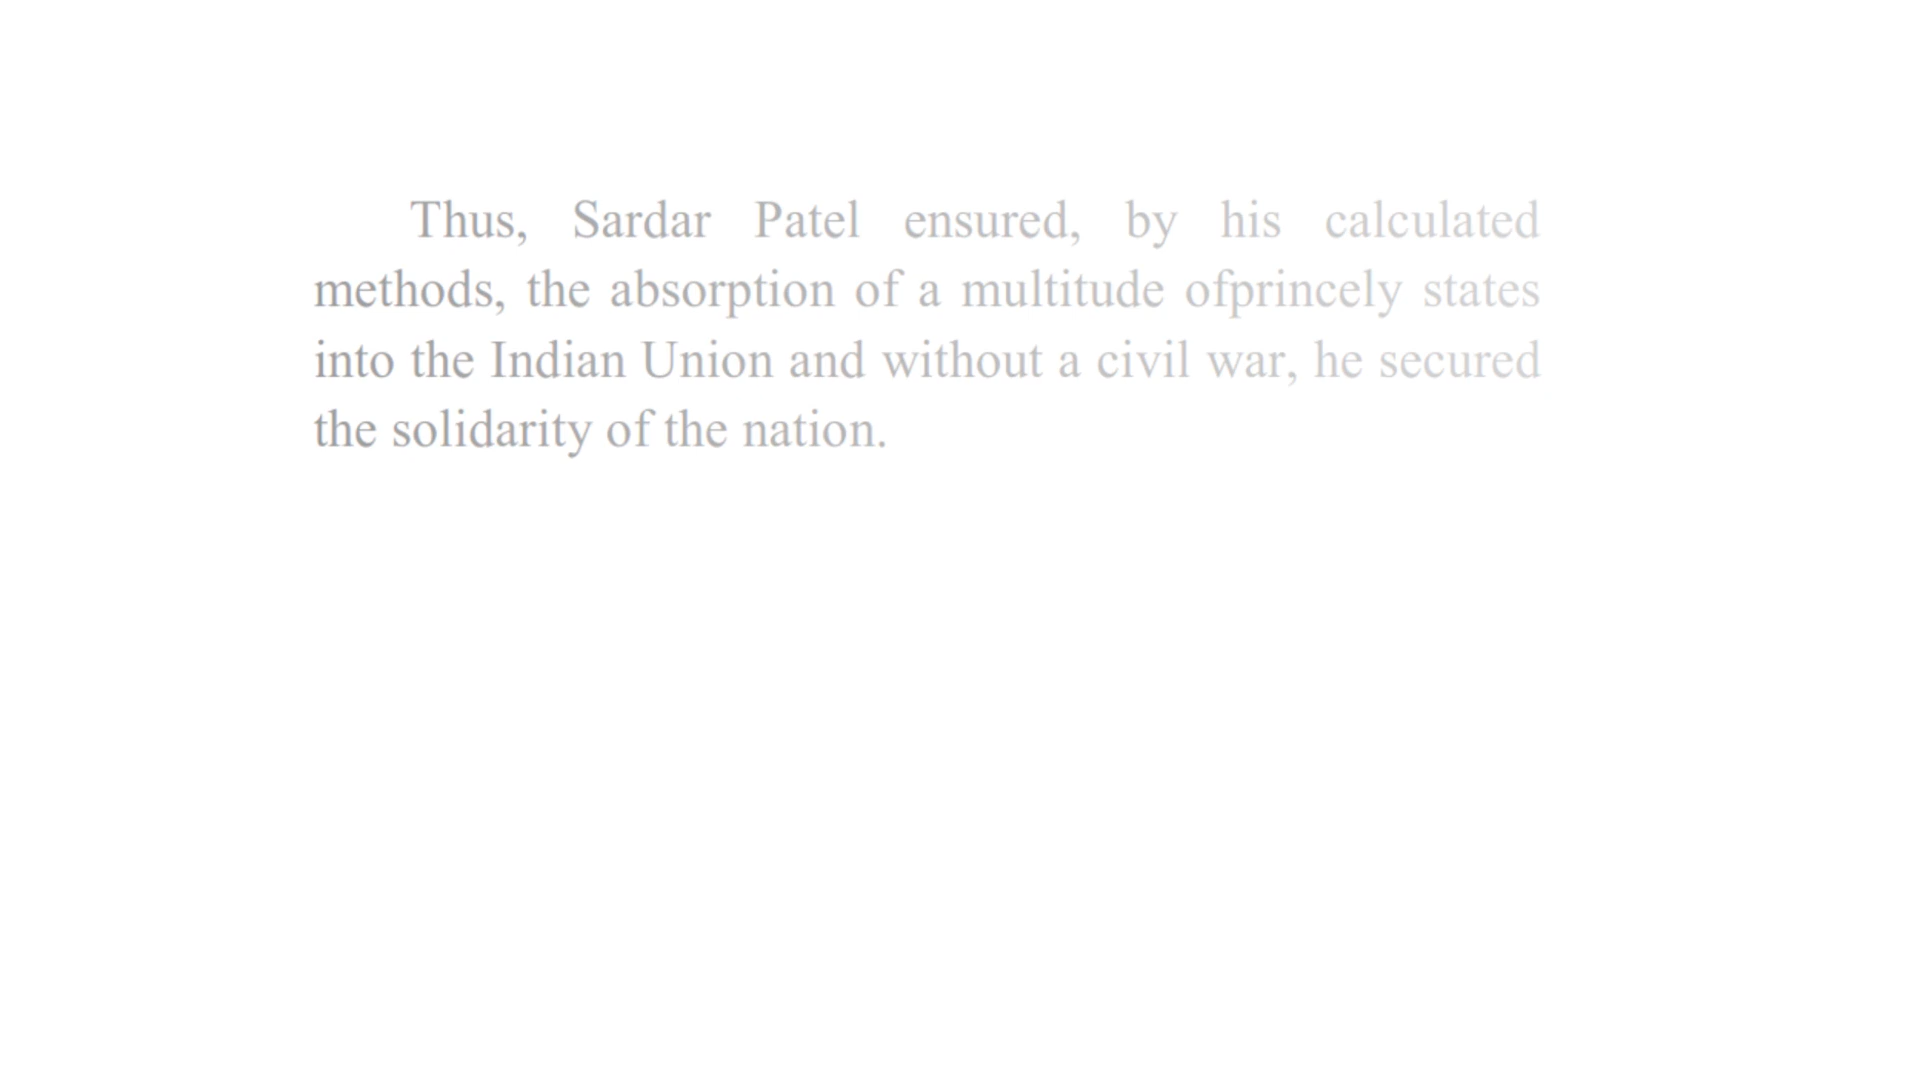 Thus, Sardar Patel ensured, by his calculated
methods, the absorption of a multitude ofprincely states
into the Indian Union and without a civil war, he secured
the solidarity of the nation.